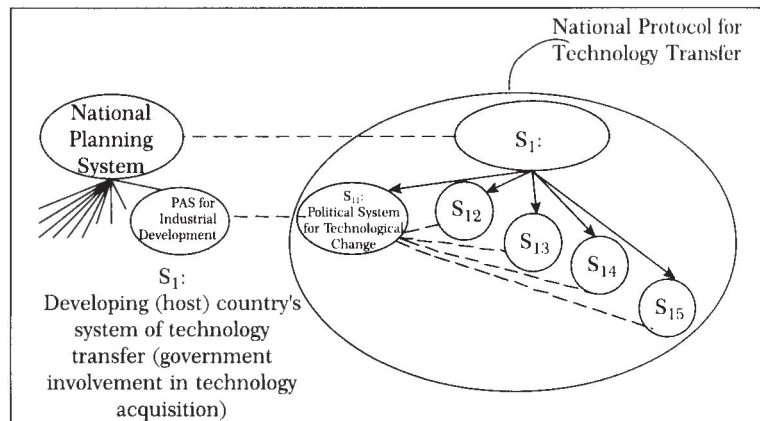 National Protocol for
Technology Transfer
National
Planning
System
S1:
PAS for
Industrial
Development
S11:
Political System
for Technological
Change
S12
S13
S14
S15
S1:
Developing (host) country's
system of technology
transfer (government
involvement in technology
acquisition)